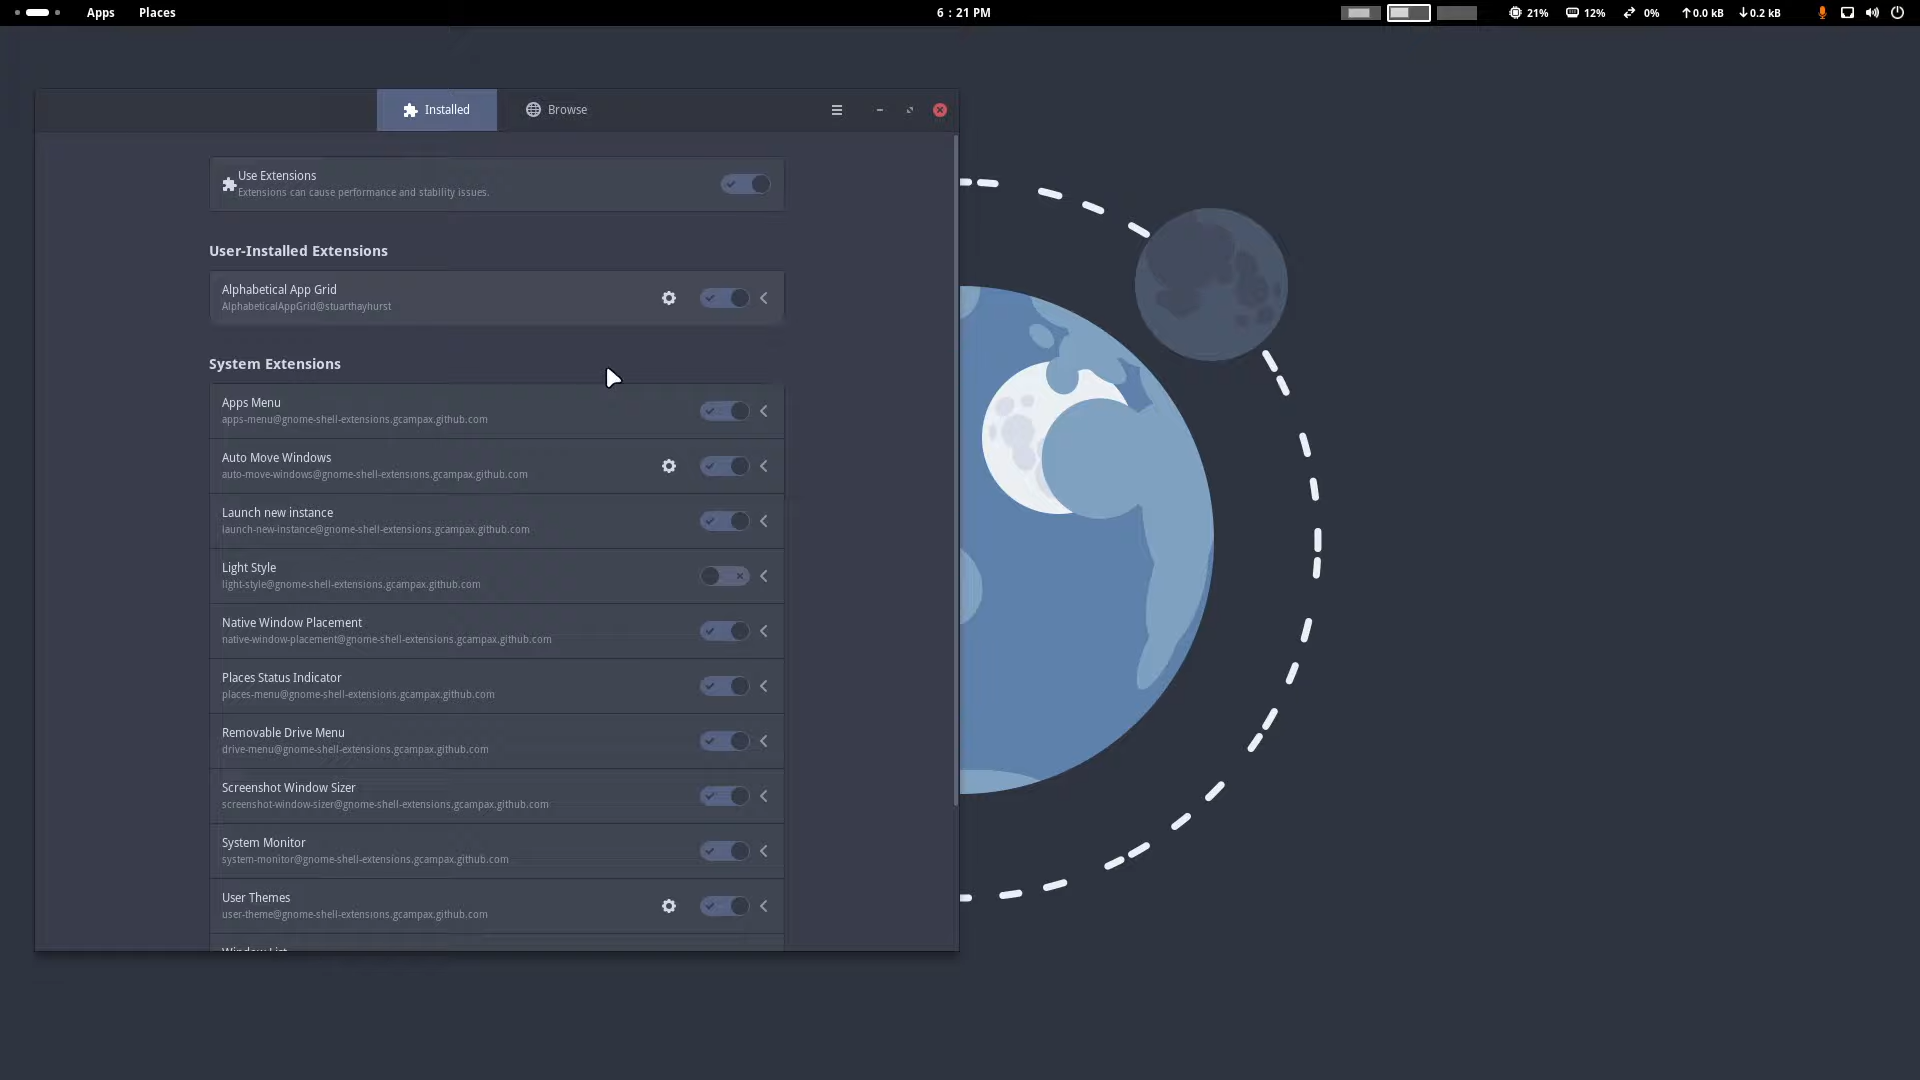 Apps Places 6 : 21 PM 21% 12% 0% 0.0 kB 0.2 kB
Installed Browse
Use Extensions
Extensions can cause performance and stability issues.
User-Installed Extensions
Alphabetical App Grid
AlphabeticalAppGrid@stuarthayhurst
System Extensions
Apps Menu
apps-menu@gnome-shell-extensions.gcampax.github.com
Auto Move Windows
auto-move-windows@gnome-shell-extensions.gcampax.github.com
Launch new instance
launch-new-instance@gnome-shell-extensions.gcampax.github.com
Light Style
light-style@gnome-shell-extensions.gcampax.github.com
Native Window Placement
native-window-placement@gnome-shell-extensions.gcampax.github.com
Places Status Indicator
places-menu@gnome-shell-extensions.gcampax.github.com
Removable Drive Menu
drive-menu@gnome-shell-extensions.gcampax.github.com
Screenshot Window Sizer
screenshot-window-sizer@gnome-shell-extensions.gcampax.github.com
System Monitor
system-monitor@gnome-shell-extensions.gcampax.github.com
User Themes
user-theme@gnome-shell-extensions.gcampax.github.com
Window List